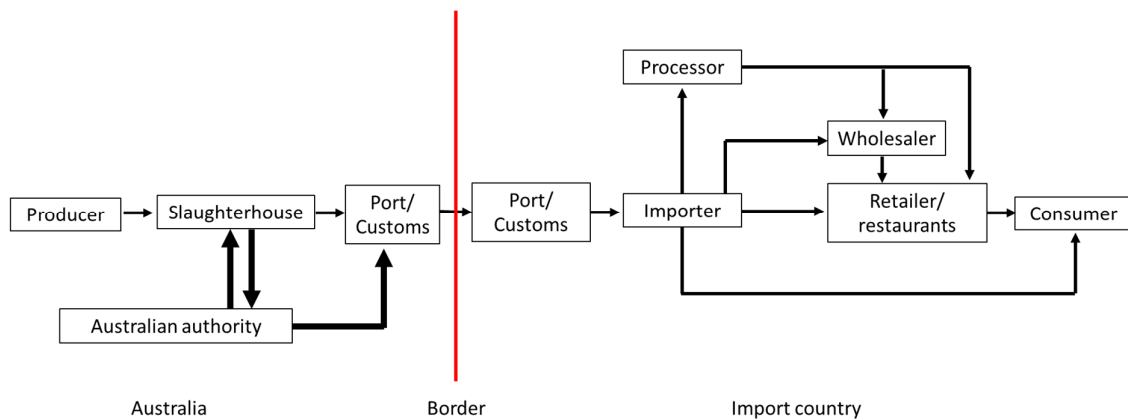 Processor
Wholesaler
Producer
Slaughterhouse
Port/
Customs
Port/
Customs
Importer
Retailer/
restaurants
Consumer
Australian authority
Australia
Border
Import country